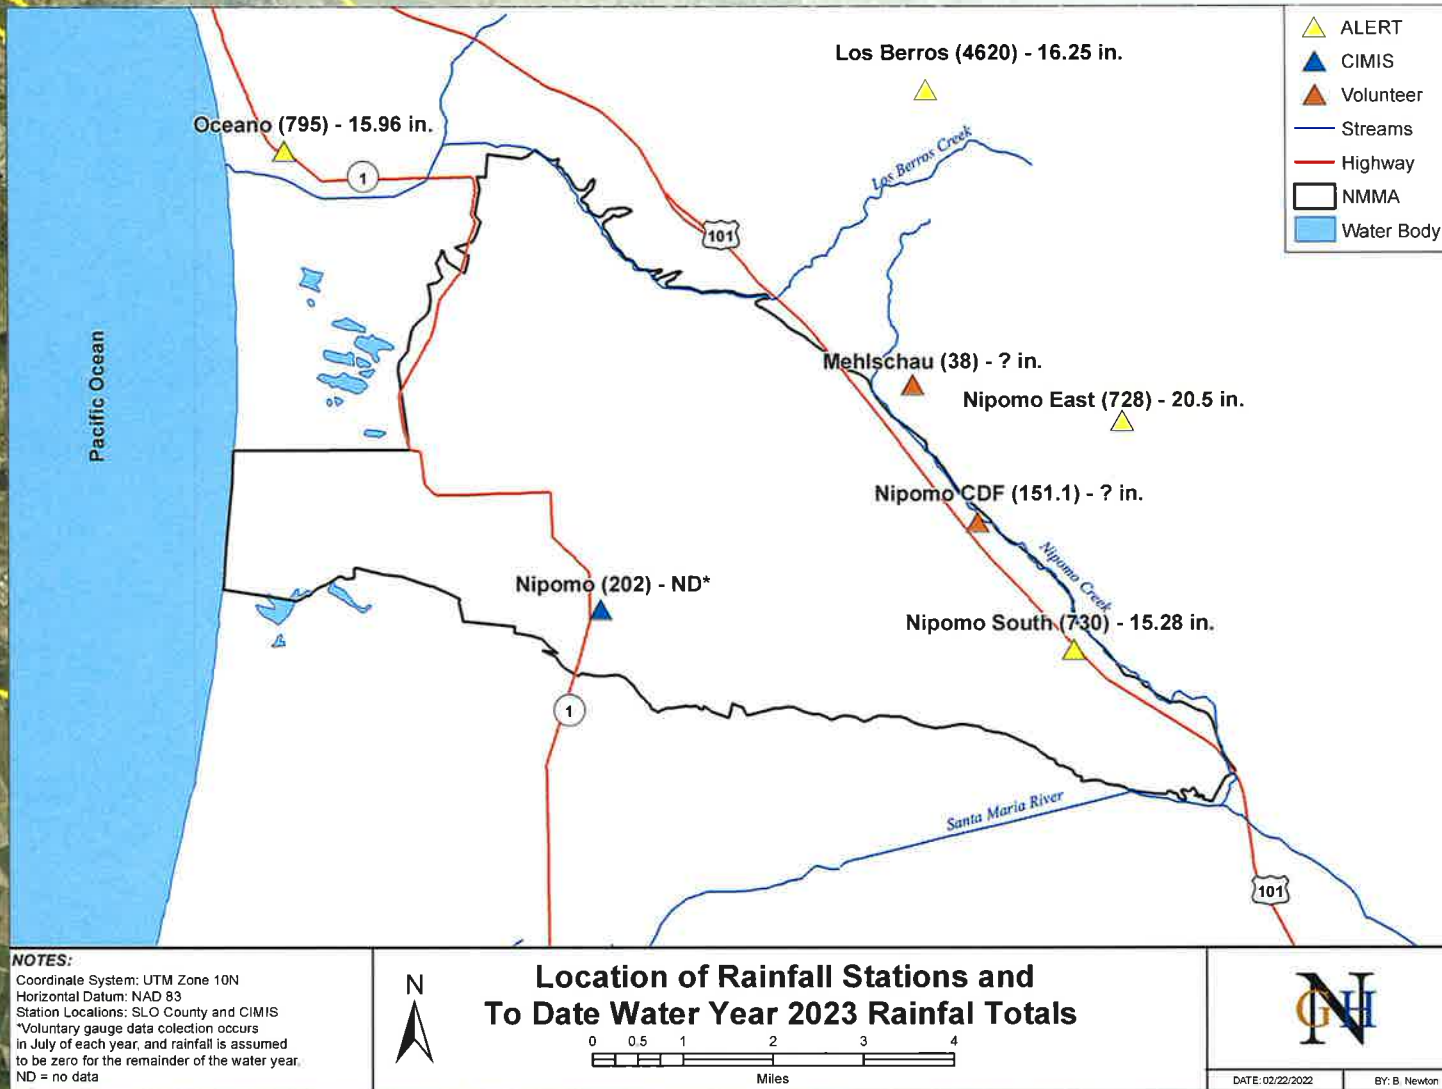 Los Berros (4620) - 16.25 in.
ALERT
CIMIS
Volunteer
Streams
Highway
NMMA
Water Body
Oceano (795) - 15.96 in.
1
Los Berros Creek
101
Pacific Ocean
Mehlschau (38) - ? in.
Nipomo East (728) - 20.5 in.
Nipomo CDF (151.1) - ? in.
Nipomo Creek
Nipomo (202) - ND*
Nipomo South (730) - 15.28 in.
1
Santa Maria River
101
NOTES:
Coordinale System: UTM Zone 10N
Horizontal Datum: NAD 83
Station Locations: SLO County and CIMIS
*Voluntary gauge data colection occurs
in July of each year, and rainfall is assumed
to be zero for the remainder of the water year.
ND = no data
N
Location of Rainfall Stations and
To Date Water Year 2023 Rainfal Totals
0 0.5 1 2 3 4
Miles
NGH
DATE:02/22/2022
BY: B. Newton